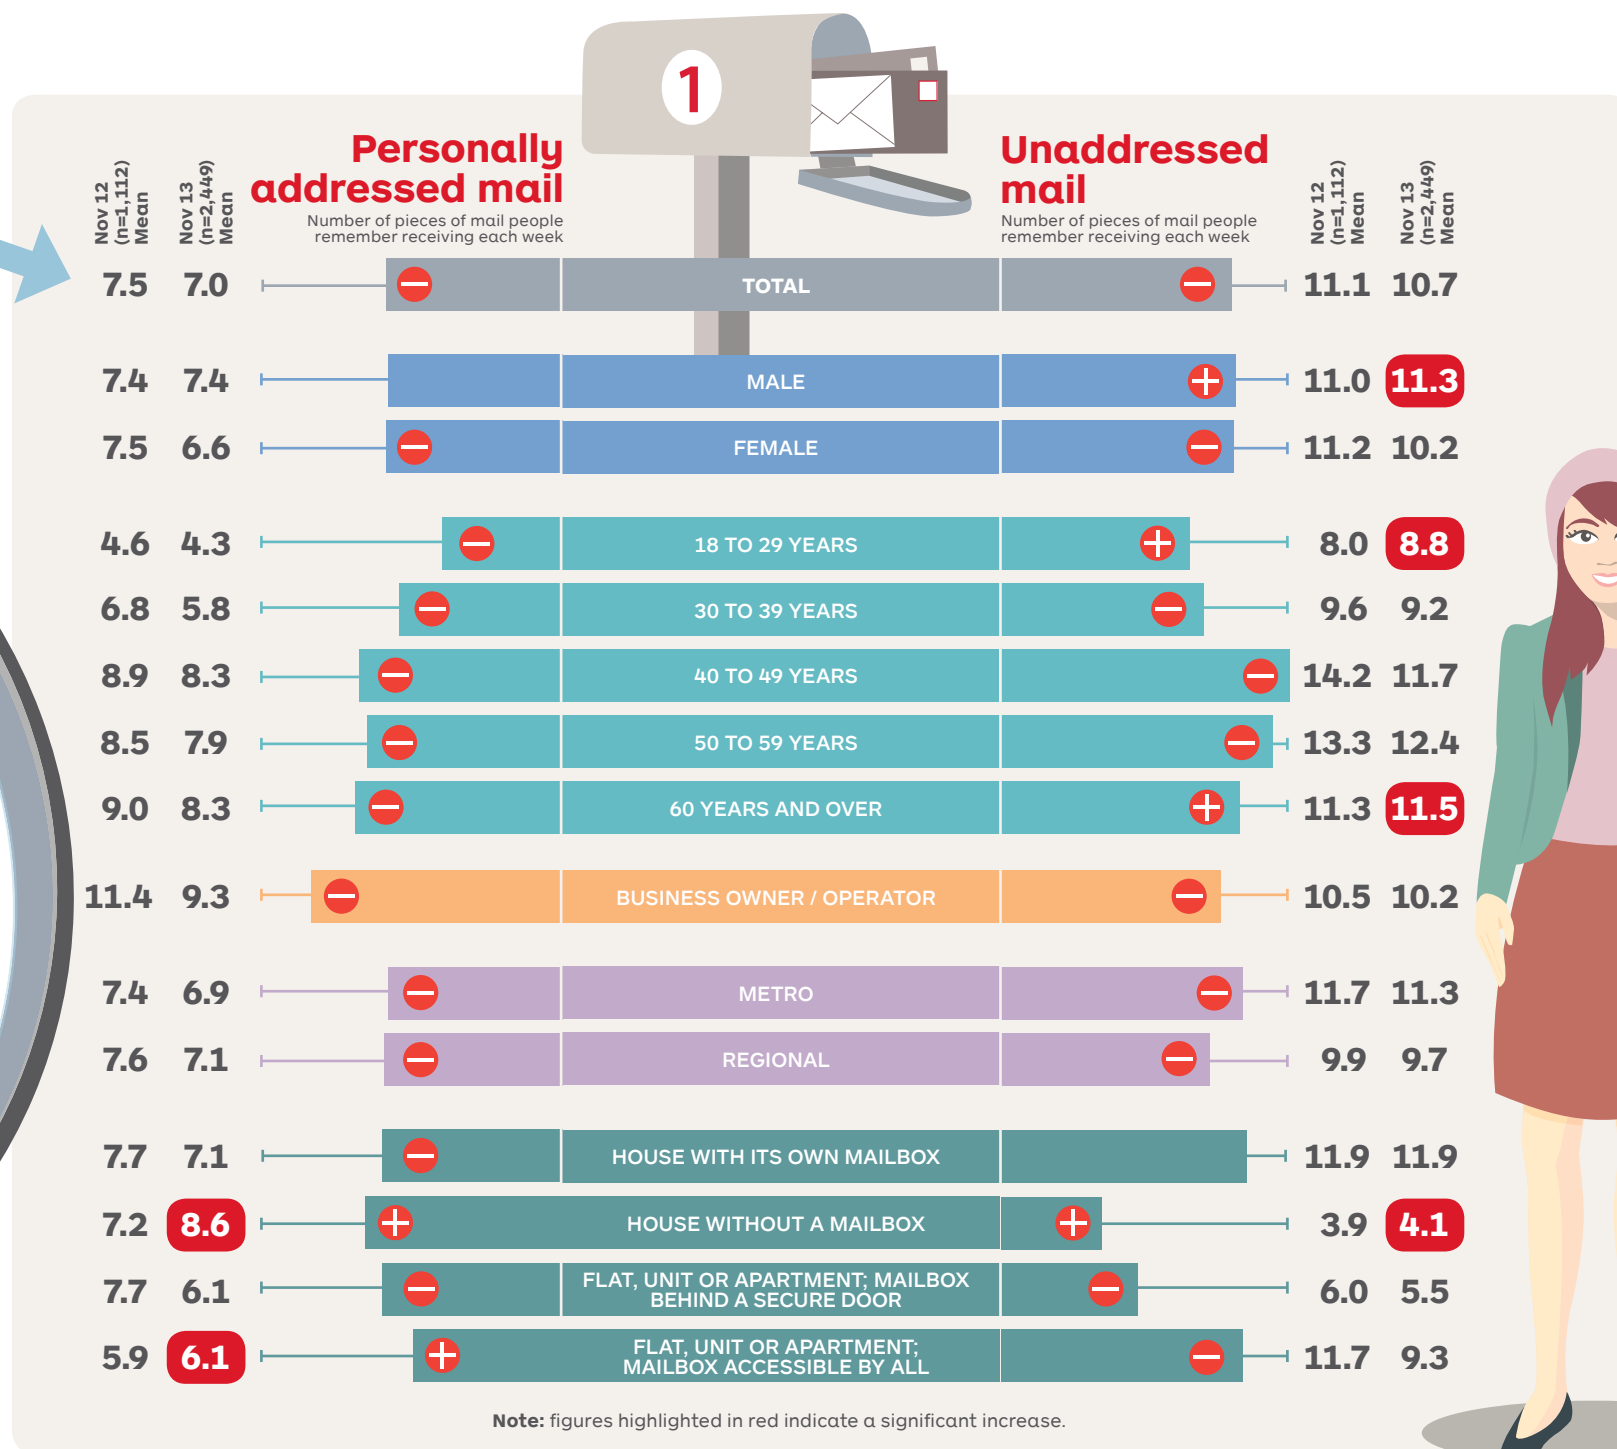 1
Personally
addressed mail
Number of pieces of mail people
remember receiving each week
Unaddressed
mail
Number of pieces of mail people
remember receiving each week
Nov 12
(n=1,112)
Mean
Nov 13
(n=2,449)
Mean
Nov 12
(n=1,112)
Mean
Nov 13
(n=2,449)
Mean
7.5 7.0 TOTAL 11.1 10.7
7.4 7.4 MALE 11.0 11.3
7.5 6.6 FEMALE 11.2 10.2
4.6 4.3 18 TO 29 YEARS 8.0 8.8
6.8 5.8 30 TO 39 YEARS 9.6 9.2
8.9 8.3 40 TO 49 YEARS 14.2 11.7
8.5 7.9 50 TO 59 YEARS 13.3 12.4
9.0 8.3 60 YEARS AND OVER 11.3 11.5
11.4 9.3 BUSINESS OWNER / OPERATOR 10.5 10.2
7.4 6.9 METRO 11.7 11.3
7.6 7.1 REGIONAL 9.9 9.7
7.7 7.1 HOUSE WITH ITS OWN MAILBOX 11.9 11.9
7.2 8.6 HOUSE WITHOUT A MAILBOX 3.9 4.1
7.7 6.1 FLAT, UNIT OR APARTMENT; MAILBOX
BEHIND A SECURE DOOR 6.0 5.5
5.9 6.1 FLAT, UNIT OR APARTMENT;
MAILBOX ACCESSIBLE BY ALL 11.7 9.3
Note: figures highlighted in red indicate a significant increase.